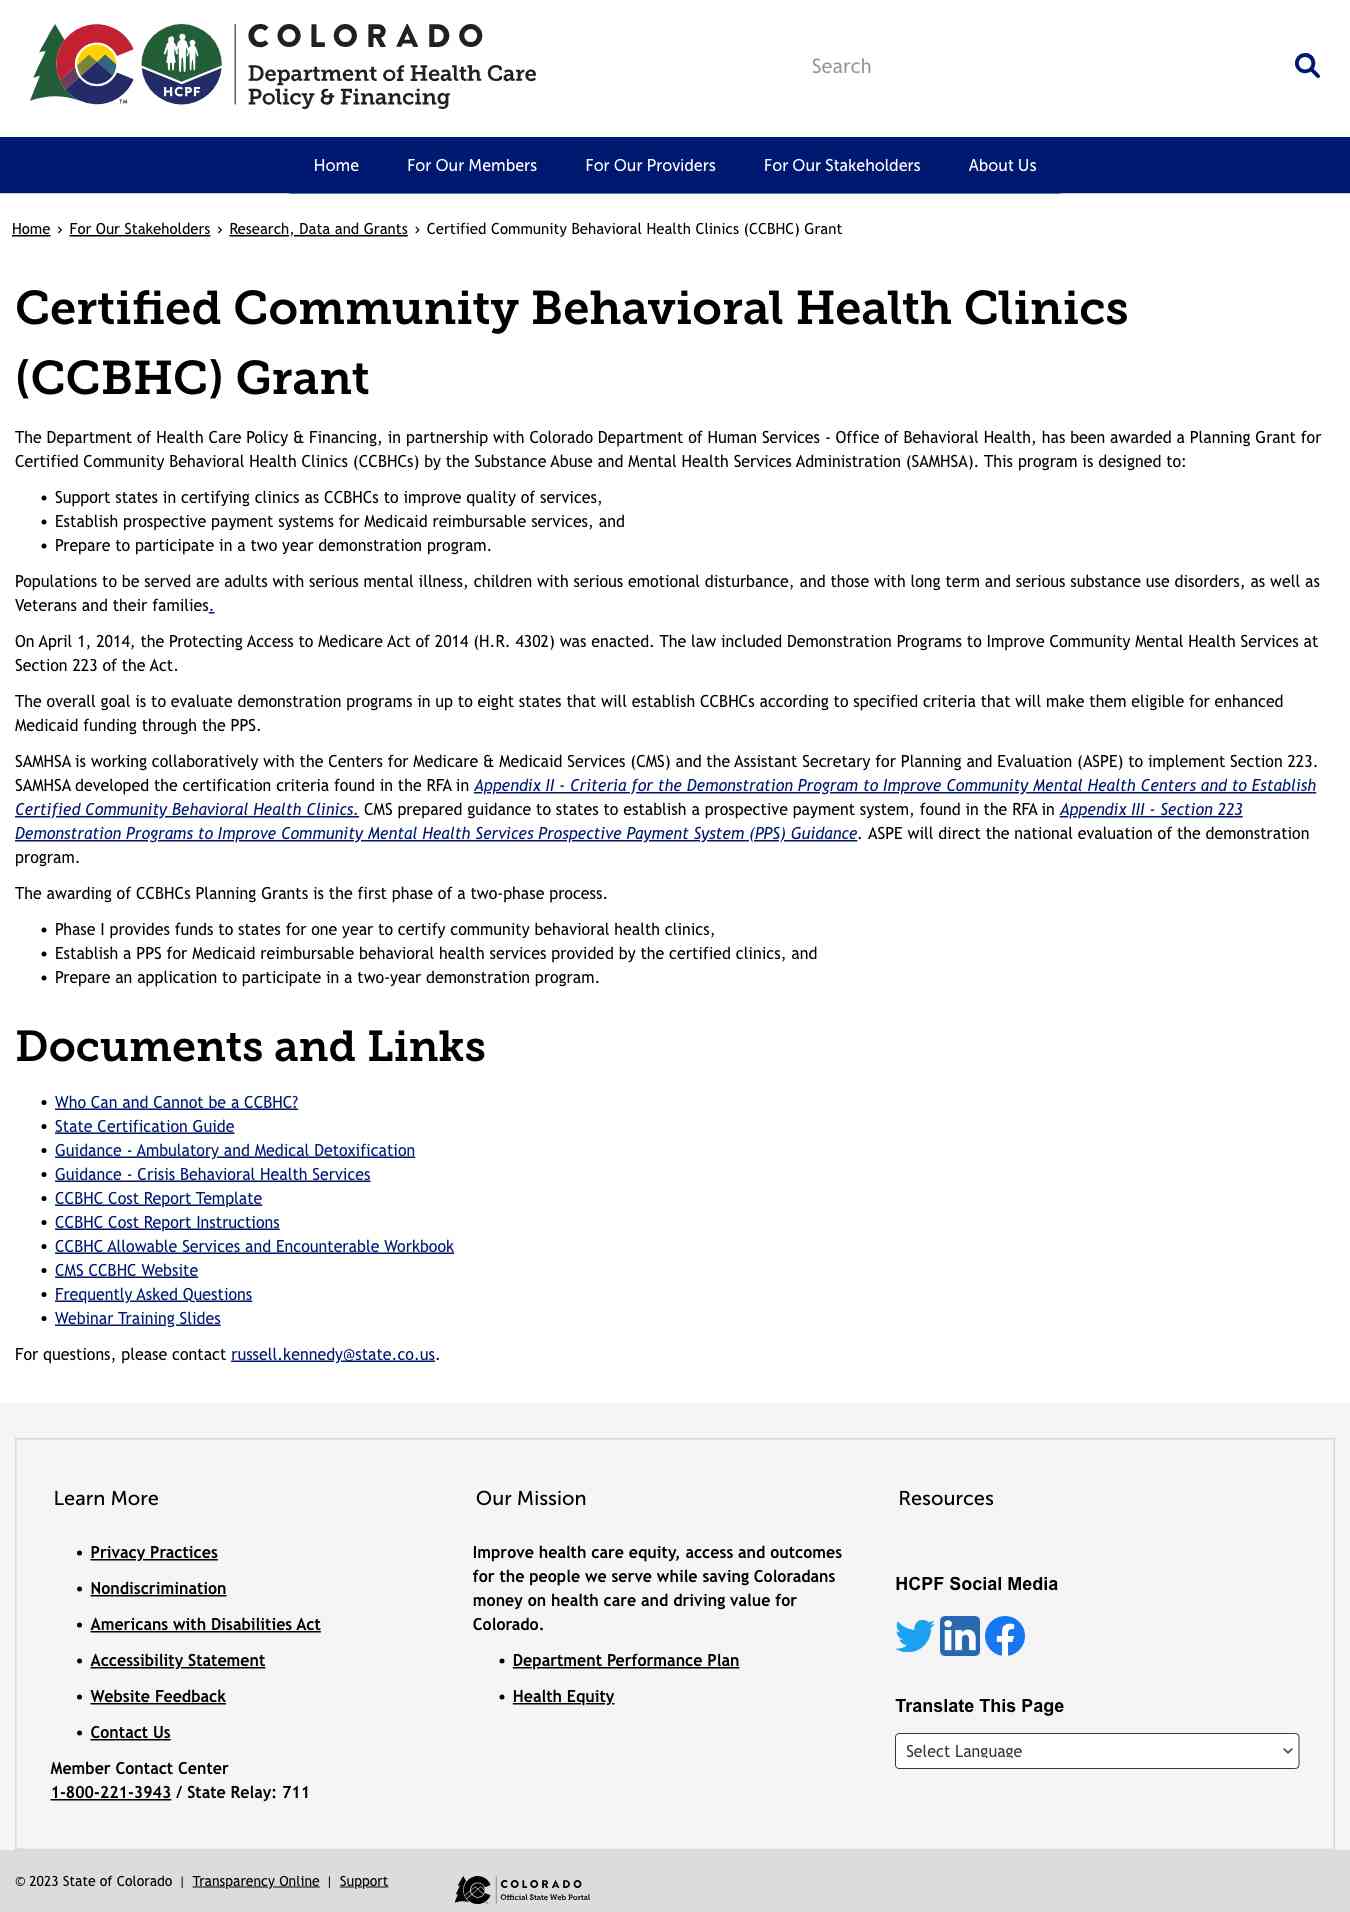 COLORADO
Department of Health Care
Policy & Financing
HCPF
TM
Search
Home
For Our Members
For Our Providers
For Our Stakeholders
About Us
Home › For Our Stakeholders › Research, Data and Grants › Certified Community Behavioral Health Clinics (CCBHC) Grant
Certified Community Behavioral Health Clinics
(CCBHC) Grant
The Department of Health Care Policy & Financing, in partnership with Colorado Department of Human Services - Office of Behavioral Health, has been awarded a Planning Grant for
Certified Community Behavioral Health Clinics (CCBHCs) by the Substance Abuse and Mental Health Services Administration (SAMHSA). This program is designed to:
• Support states in certifying clinics as CCBHCs to improve quality of services,
• Establish prospective payment systems for Medicaid reimbursable services, and
• Prepare to participate in a two year demonstration program.
Populations to be served are adults with serious mental illness, children with serious emotional disturbance, and those with long term and serious substance use disorders, as well as
Veterans and their families.
On April 1, 2014, the Protecting Access to Medicare Act of 2014 (H.R. 4302) was enacted. The law included Demonstration Programs to Improve Community Mental Health Services at
Section 223 of the Act.
The overall goal is to evaluate demonstration programs in up to eight states that will establish CCBHCs according to specified criteria that will make them eligible for enhanced
Medicaid funding through the PPS.
SAMHSA is working collaboratively with the Centers for Medicare & Medicaid Services (CMS) and the Assistant Secretary for Planning and Evaluation (ASPE) to implement Section 223.
SAMHSA developed the certification criteria found in the RFA in Appendix II - Criteria for the Demonstration Program to Improve Community Mental Health Centers and to Establish
Certified Community Behavioral Health Clinics. CMS prepared guidance to states to establish a prospective payment system, found in the RFA in Appendix III - Section 223
Demonstration Programs to Improve Community Mental Health Services Prospective Payment System (PPS) Guidance. ASPE will direct the national evaluation of the demonstration
program.
The awarding of CCBHCs Planning Grants is the first phase of a two-phase process.
• Phase I provides funds to states for one year to certify community behavioral health clinics,
• Establish a PPS for Medicaid reimbursable behavioral health services provided by the certified clinics, and
• Prepare an application to participate in a two-year demonstration program.
Documents and Links
• Who Can and Cannot be a CCBHC?
• State Certification Guide
• Guidance - Ambulatory and Medical Detoxification
• Guidance - Crisis Behavioral Health Services
• CCBHC Cost Report Template
• CCBHC Cost Report Instructions
• CCBHC Allowable Services and Encounterable Workbook
• CMS CCBHC Website
• Frequently Asked Questions
• Webinar Training Slides
For questions, please contact russell.kennedy@state.co.us.
Learn More
• Privacy Practices
• Nondiscrimination
• Americans with Disabilities Act
• Accessibility Statement
• Website Feedback
• Contact Us
Member Contact Center
1-800-221-3943 / State Relay: 711
Our Mission
Improve health care equity, access and outcomes
for the people we serve while saving Coloradans
money on health care and driving value for
Colorado.
• Department Performance Plan
• Health Equity
Resources
HCPF Social Media
Translate This Page
Select Language
© 2023 State of Colorado | Transparency Online | Support
COLORADO
Official State Web Portal